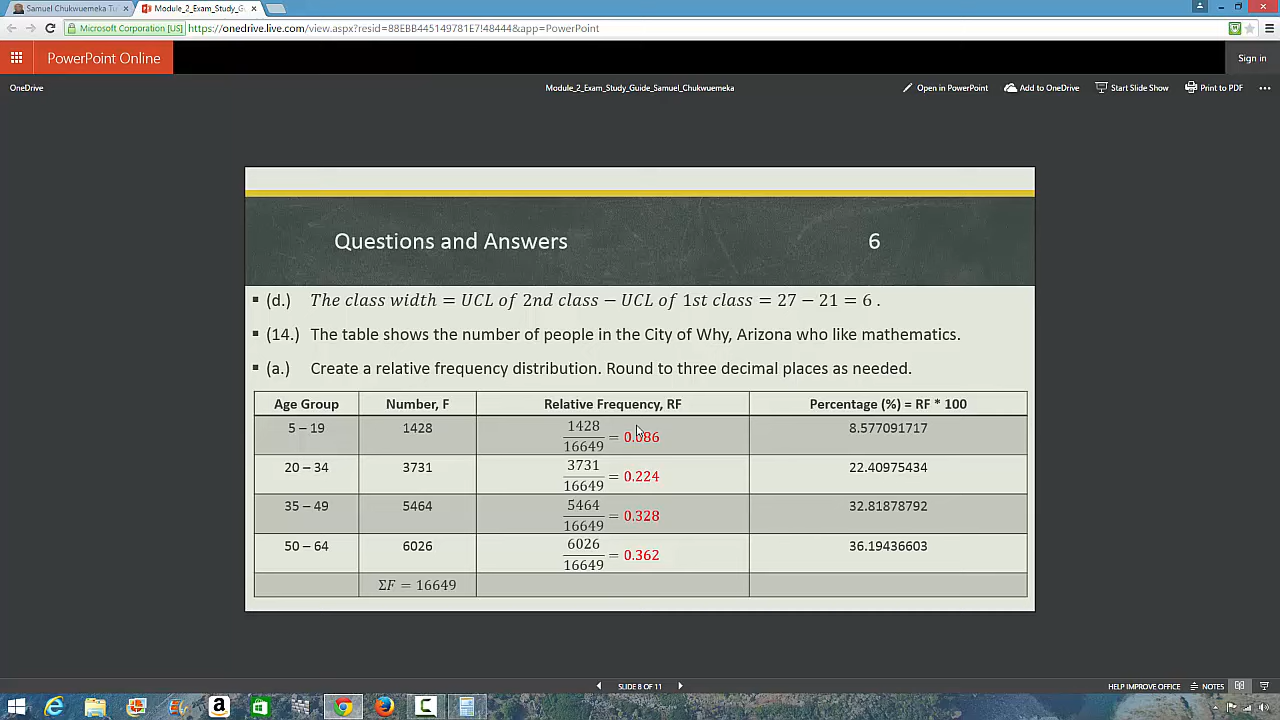 Samuel Chukwuemeka Tu
Module_2_Exam_Study_G
Microsoft Corporation [US] https://onedrive.live.com/view.aspx?resid=88EBB445149781E7!48444&app=PowerPoint
PowerPoint Online
Sign in
OneDrive
Module_2_Exam_Study_Guide_Samuel_Chukwuemeka
Open in PowerPoint Add to OneDrive Start Slide Show Print to PDF
Questions and Answers 6
(d.) The class width = UCL of 2nd class − UCL of 1st class = 27 − 21 = 6 .
(14.) The table shows the number of people in the City of Why, Arizona who like mathematics.
(a.) Create a relative frequency distribution. Round to three decimal places as needed.
Age Group Number, F Relative Frequency, RF Percentage (%) = RF * 100
5 – 19 1428 1428/16649 = 0.086 8.577091717
20 – 34 3731 3731/16649 = 0.224 22.40975434
35 – 49 5464 5464/16649 = 0.328 32.81878792
50 – 64 6026 6026/16649 = 0.362 36.19436603
ΣF = 16649
SLIDE 8 OF 11
HELP IMPROVE OFFICE NOTES